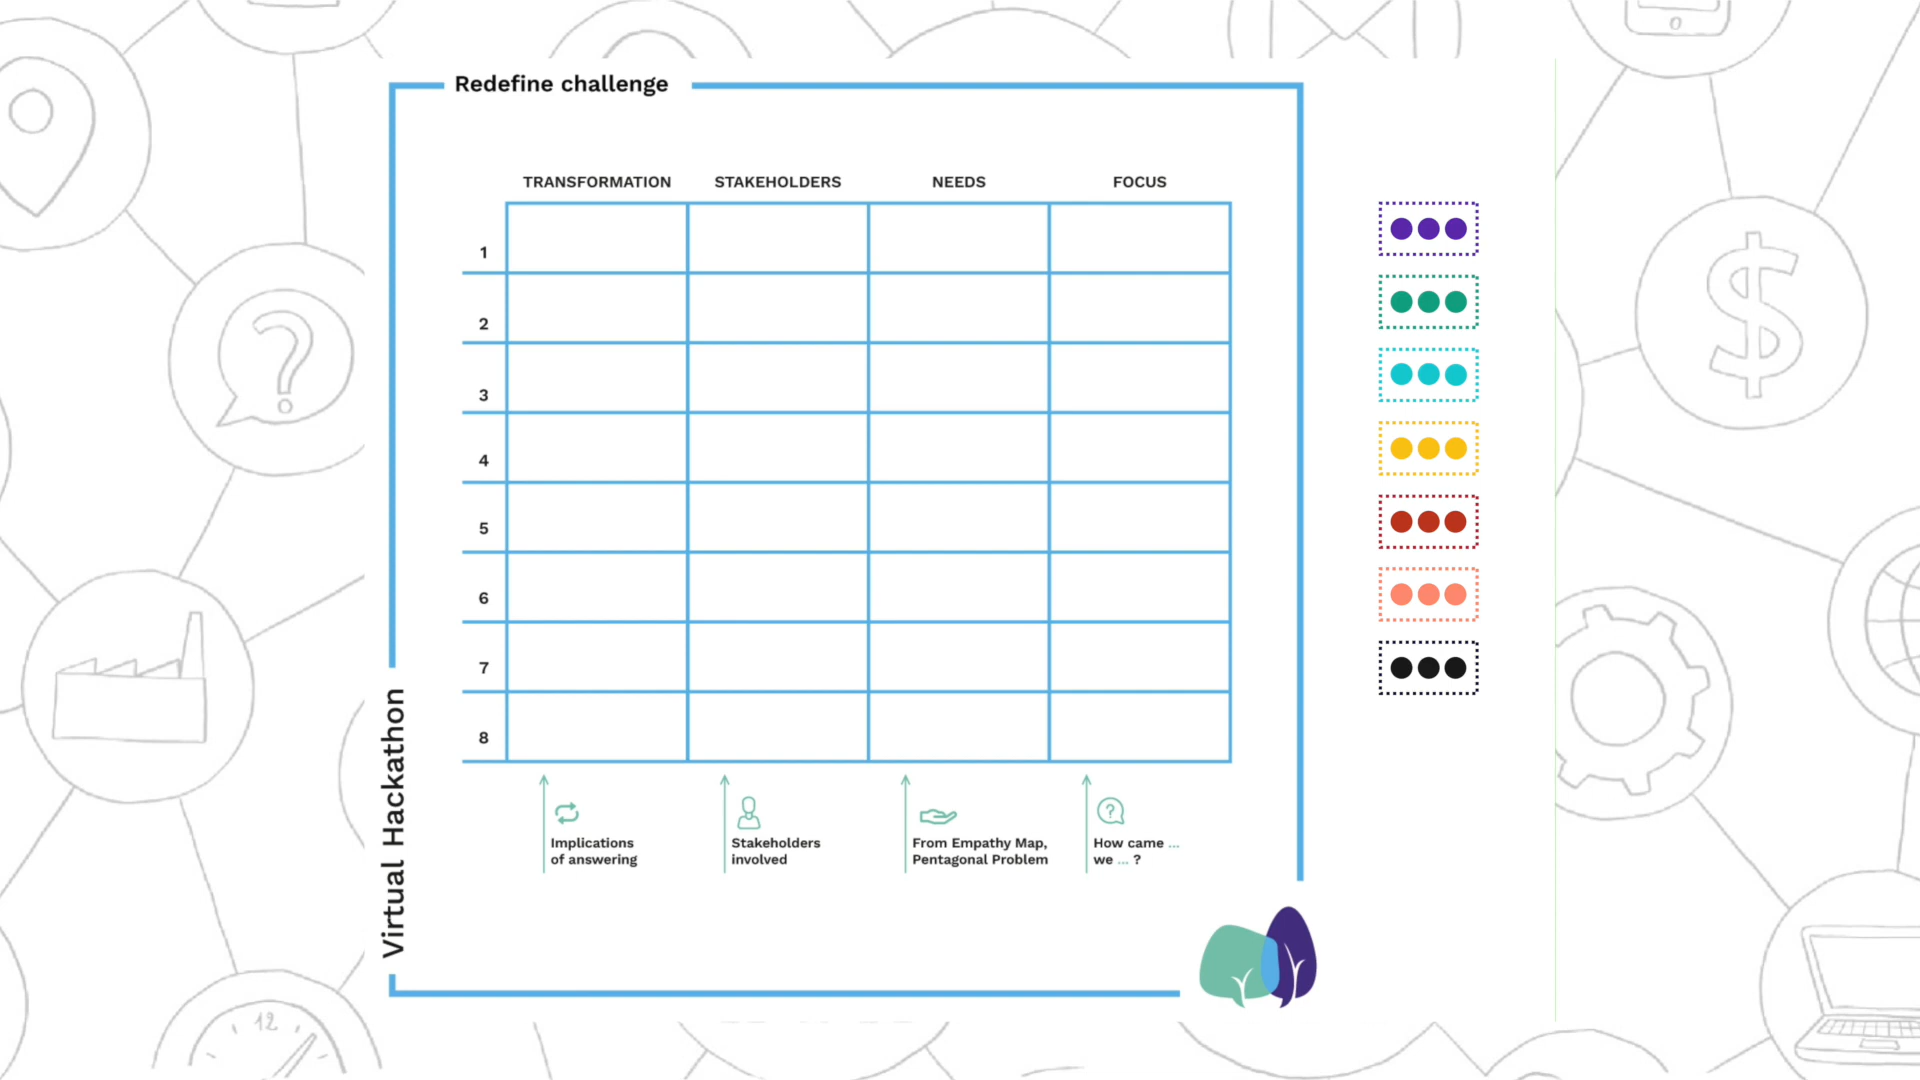 Redefine challenge
TRANSFORMATION STAKEHOLDERS NEEDS FOCUS
1
2
3
4
5
6
7
8
Virtual Hackathon
Implications
of answering
Stakeholders
involved
From Empathy Map,
Pentagonal Problem
How came ...
we ... ?
12